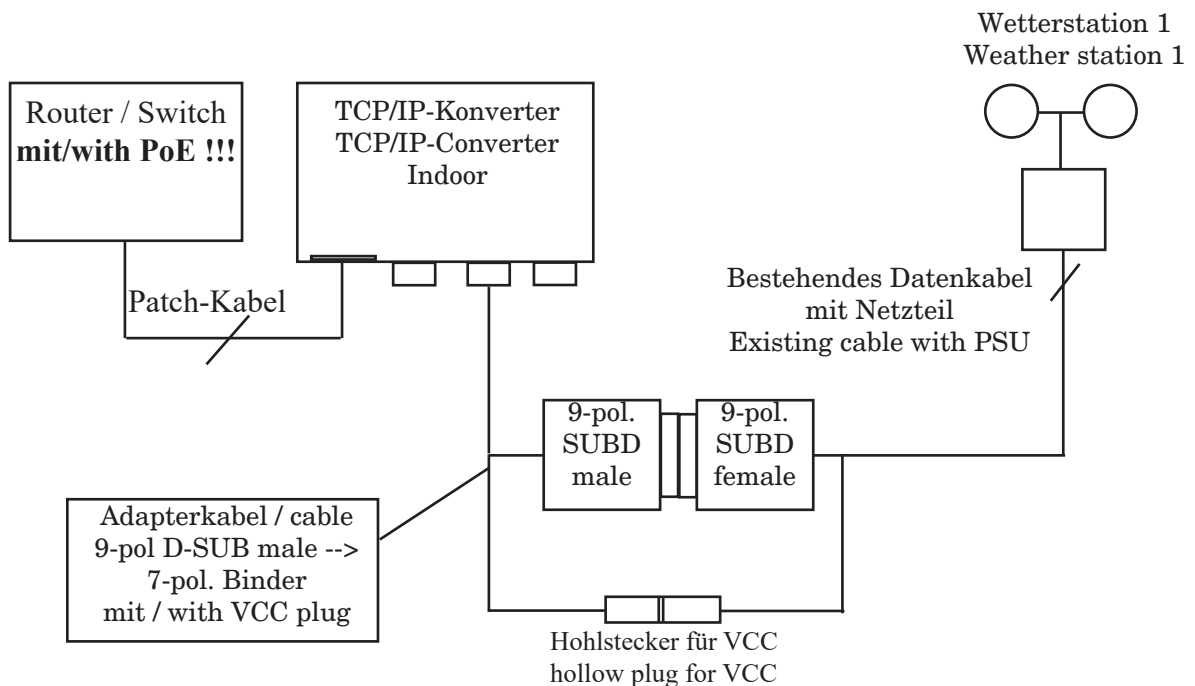 Wetterstation 1
Weather station 1
Router / Switch
mit/with PoE !!!
TCP/IP-Konverter
TCP/IP-Converter
Indoor
Patch-Kabel
Bestehendes Datenkabel
mit Netzteil
Existing cable with PSU
9-pol.
SUBD
male
9-pol.
SUBD
female
Adapterkabel / cable
9-pol D-SUB male -->
7-pol. Binder
mit / with VCC plug
Hohlstecker für VCC
hollow plug for VCC